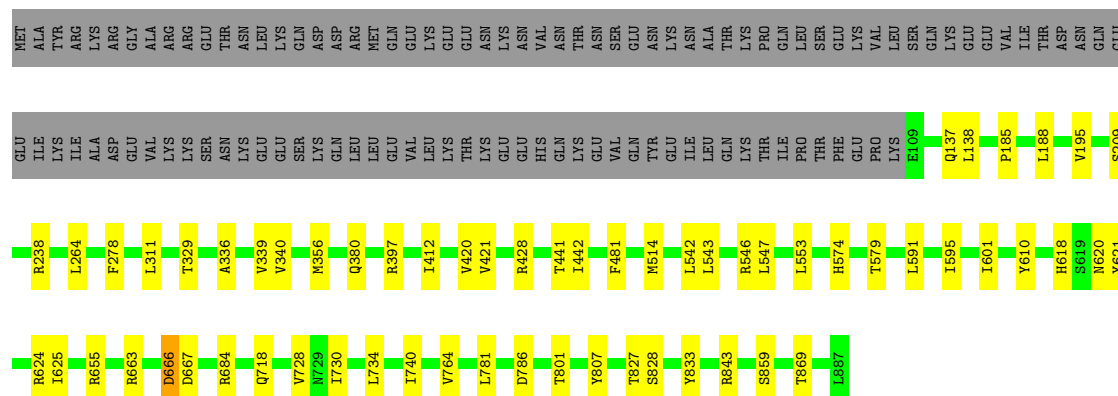 MET ALA TYR ARG LYS ARG GLY ALA ARG ARG GLU THR ASN LEU LYS GLN ASP ASP ARG MET GLN GLU LYS GLU GLU ASN LYS ASN VAL ASN THR ASN SER GLU ASN LYS ASN ALA THR LYS PRO GLN LEU SER GLU LYS VAL LEU SER GLN LYS GLU GLU VAL ILE THR ASP ASN GLN GLU
GLU ILE LYS ILE ALA ASP GLU VAL LYS LYS SER ASN LYS GLU GLU SER LYS GLN LEU LEU GLU VAL LEU LYS THR LYS GLU GLU HIS GLN LYS GLU VAL GLN TYR GLU ILE LEU GLN LYS THR ILE PRO THR PHE GLU PRO LYS E109 Q137 L138 P185 L188 V195 S209
R238 L264 F278 L311 T329 A336 V339 V340 M356 Q380 R397 I412 V420 V421 R428 T441 I442 F481 M514 L542 L543 R546 L547 L553 H574 T579 L591 I595 I601 Y610 H618 S619 N620 Y621
R624 I625 R655 R663 D666 D667 R684 Q718 V728 N729 I730 L734 I740 V764 L781 D786 T801 Y807 T827 S828 Y833 R843 S859 T869 L887